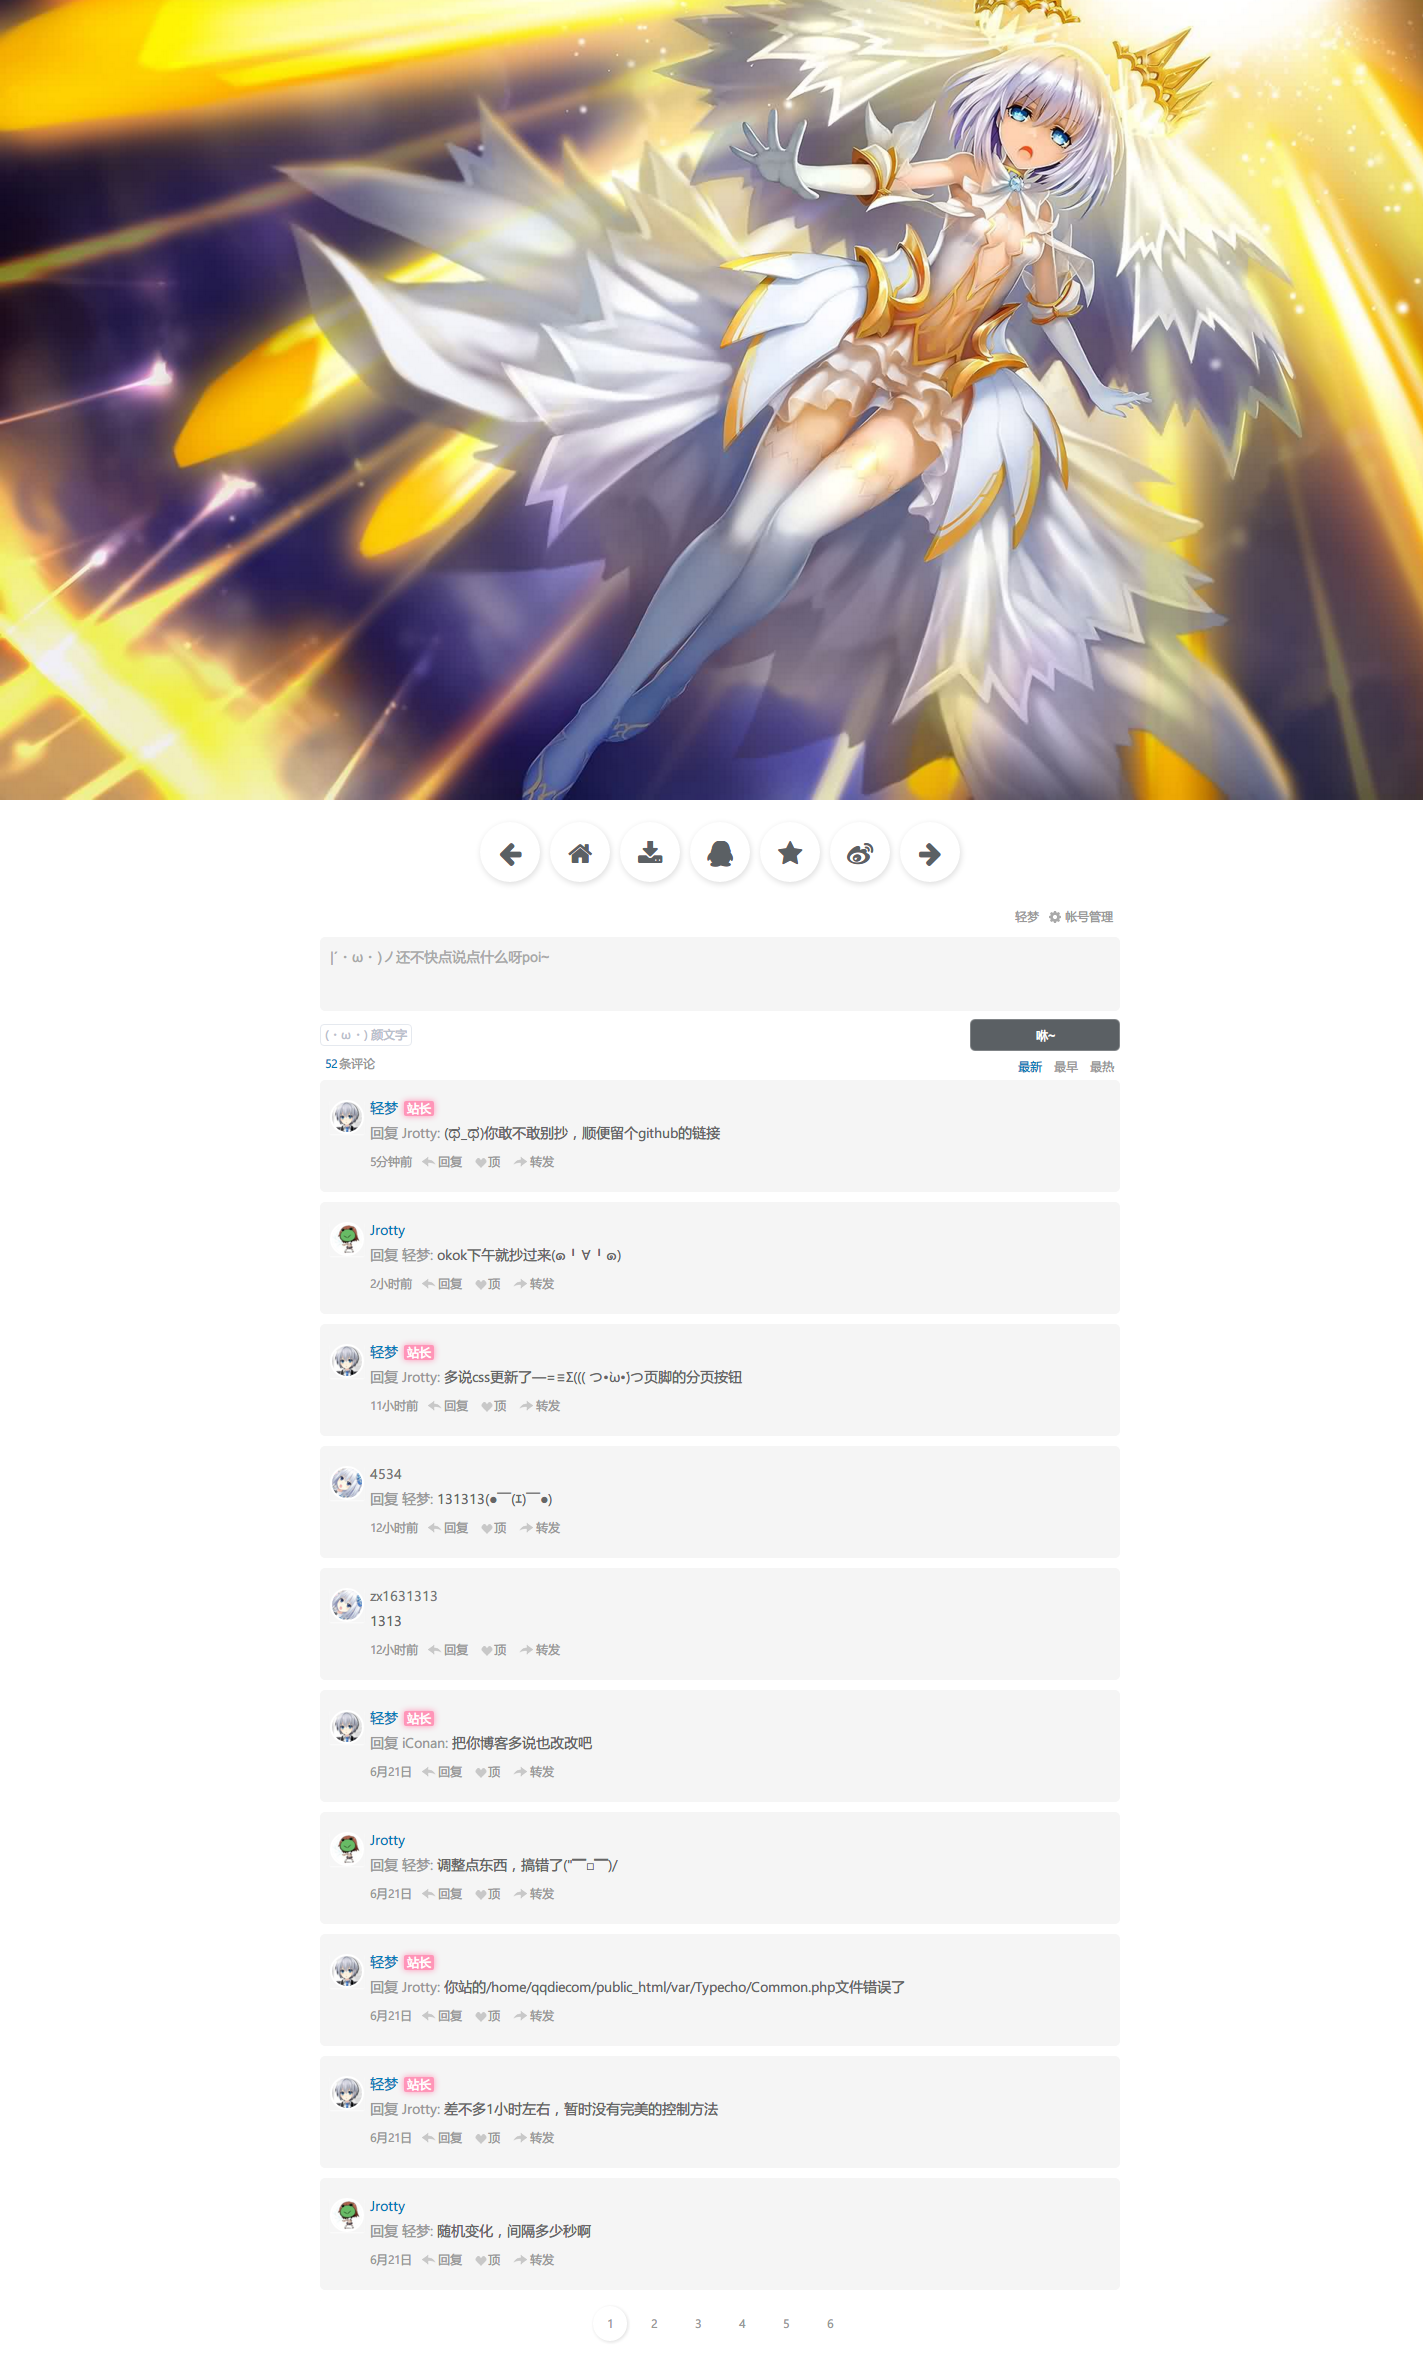 轻梦 帐号管理
|´・ω・)ノ还不快点说点什么呀poi~
(・ω・) 颜文字 咻~
52条评论 最新 最早 最热
轻梦 站长
回复 Jrotty: 你敢不敢别抄，顺便留个github的链接
5分钟前 回复 顶 转发
Jrotty
回复 轻梦: okok下午就抄过来(๑╹∀╹๑)
2小时前 回复 顶 转发
轻梦 站长
回复 Jrotty: 多说css更新了—=≡Σ((( つ•̀ω•́)つ页脚的分页按钮
11小时前 回复 顶 转发
4534
回复 轻梦: 131313(●￣(ｴ)￣●)
12小时前 回复 顶 转发
zx1631313
1313
12小时前 回复 顶 转发
轻梦 站长
回复 iConan: 把你博客多说也改改吧
6月21日 回复 顶 转发
Jrotty
回复 轻梦: 调整点东西，搞错了("▔□▔)/
6月21日 回复 顶 转发
轻梦 站长
回复 Jrotty: 你站的/home/qqdiecom/public_html/var/Typecho/Common.php文件错误了
6月21日 回复 顶 转发
轻梦 站长
回复 Jrotty: 差不多1小时左右，暂时没有完美的控制方法
6月21日 回复 顶 转发
Jrotty
回复 轻梦: 随机变化，间隔多少秒啊
6月21日 回复 顶 转发
1 2 3 4 5 6